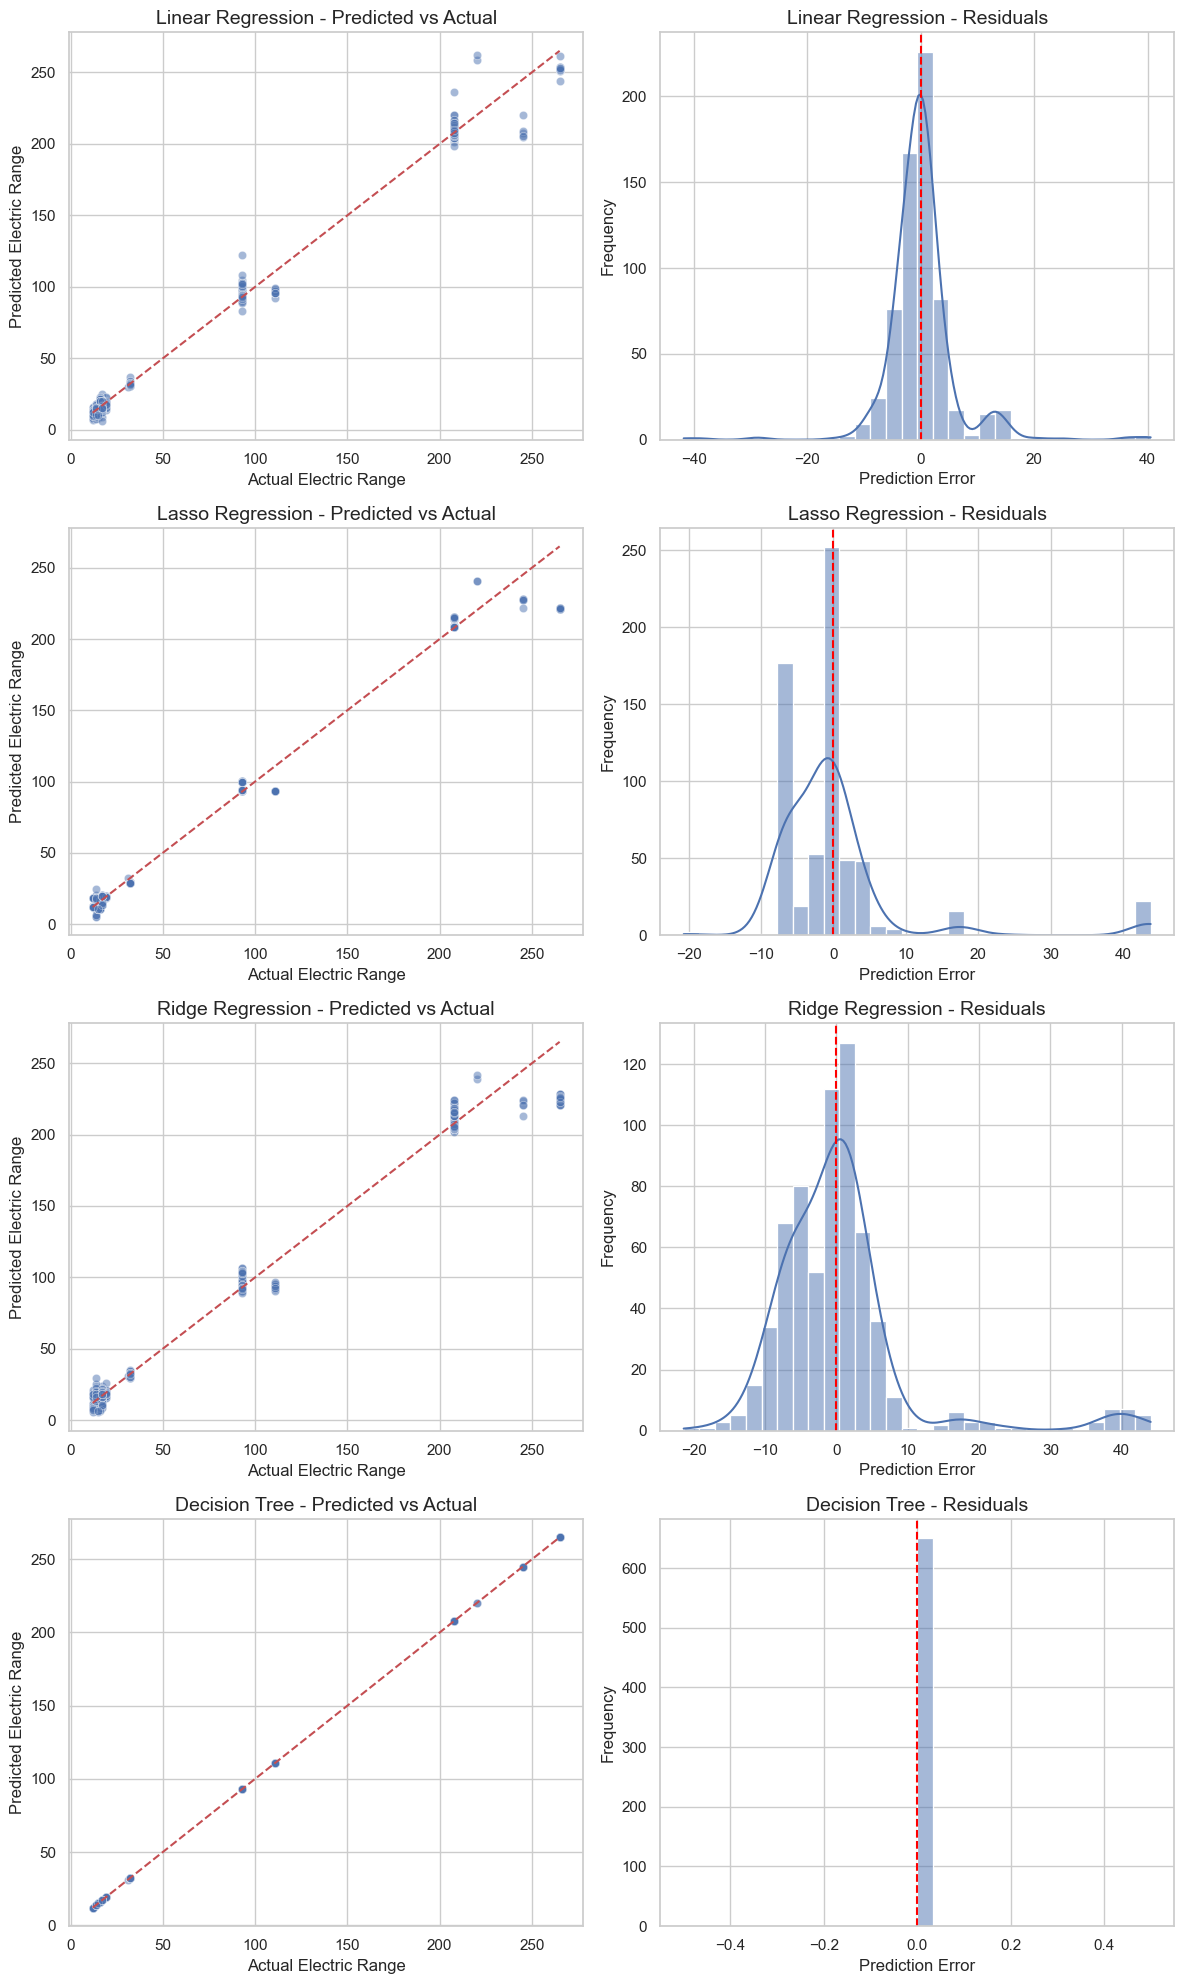 Linear Regression - Predicted vs Actual
Predicted Electric Range
250
200
150
100
50
0
0 50 100 150 200 250
Actual Electric Range
Linear Regression - Residuals
Frequency
200
150
100
50
0
−40 −20 0 20 40
Prediction Error
Lasso Regression - Predicted vs Actual
Predicted Electric Range
250
200
150
100
50
0
0 50 100 150 200 250
Actual Electric Range
Lasso Regression - Residuals
Frequency
250
200
150
100
50
0
−20 −10 0 10 20 30 40
Prediction Error
Ridge Regression - Predicted vs Actual
Predicted Electric Range
250
200
150
100
50
0
0 50 100 150 200 250
Actual Electric Range
Ridge Regression - Residuals
Frequency
120
100
80
60
40
20
0
−20 −10 0 10 20 30 40
Prediction Error
Decision Tree - Predicted vs Actual
Predicted Electric Range
250
200
150
100
50
0
0 50 100 150 200 250
Actual Electric Range
Decision Tree - Residuals
Frequency
600
500
400
300
200
100
0
−0.4 −0.2 0.0 0.2 0.4
Prediction Error